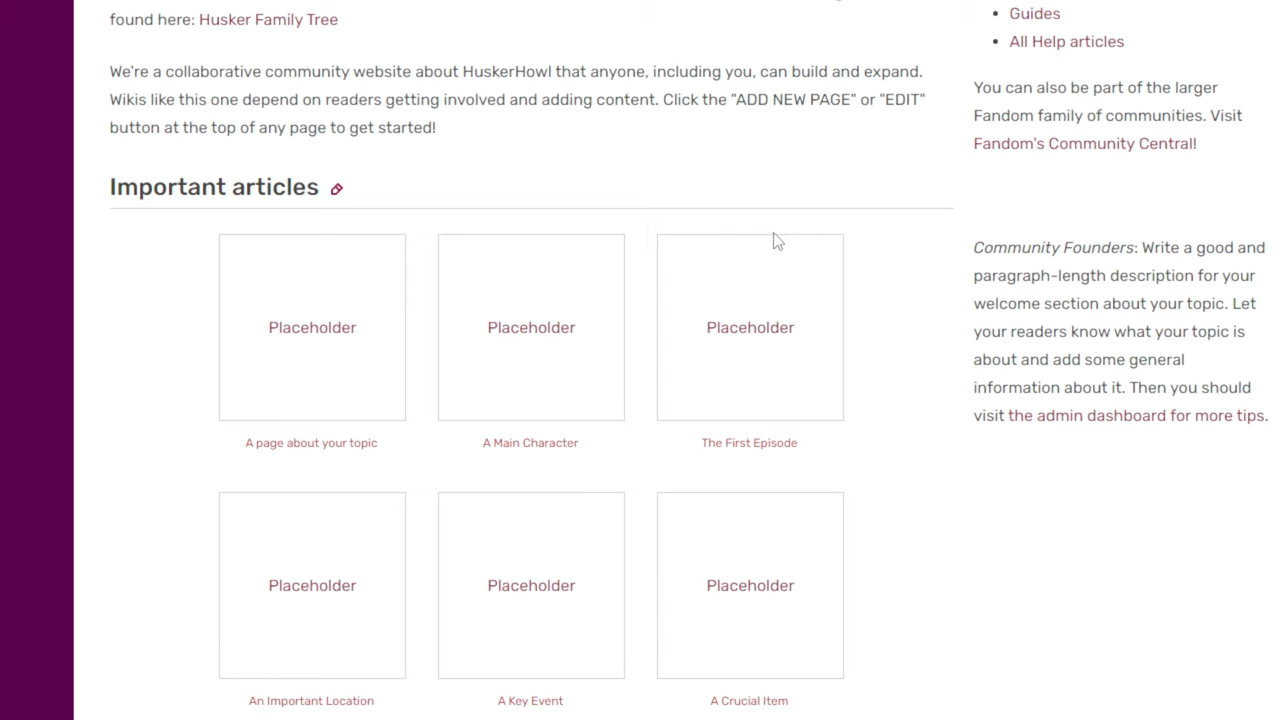 found here: Husker Family Tree
We're a collaborative community website about HuskerHowl that anyone, including you, can build and expand.
Wikis like this one depend on readers getting involved and adding content. Click the "ADD NEW PAGE" or "EDIT"
button at the top of any page to get started!
Important articles
Placeholder
Placeholder
Placeholder
A page about your topic
A Main Character
The First Episode
Placeholder
Placeholder
Placeholder
An Important Location
A Key Event
A Crucial Item
Guides
All Help articles
You can also be part of the larger
Fandom family of communities. Visit
Fandom's Community Central!
Community Founders: Write a good and
paragraph-length description for your
welcome section about your topic. Let
your readers know what your topic is
about and add some general
information about it. Then you should
visit the admin dashboard for more tips.